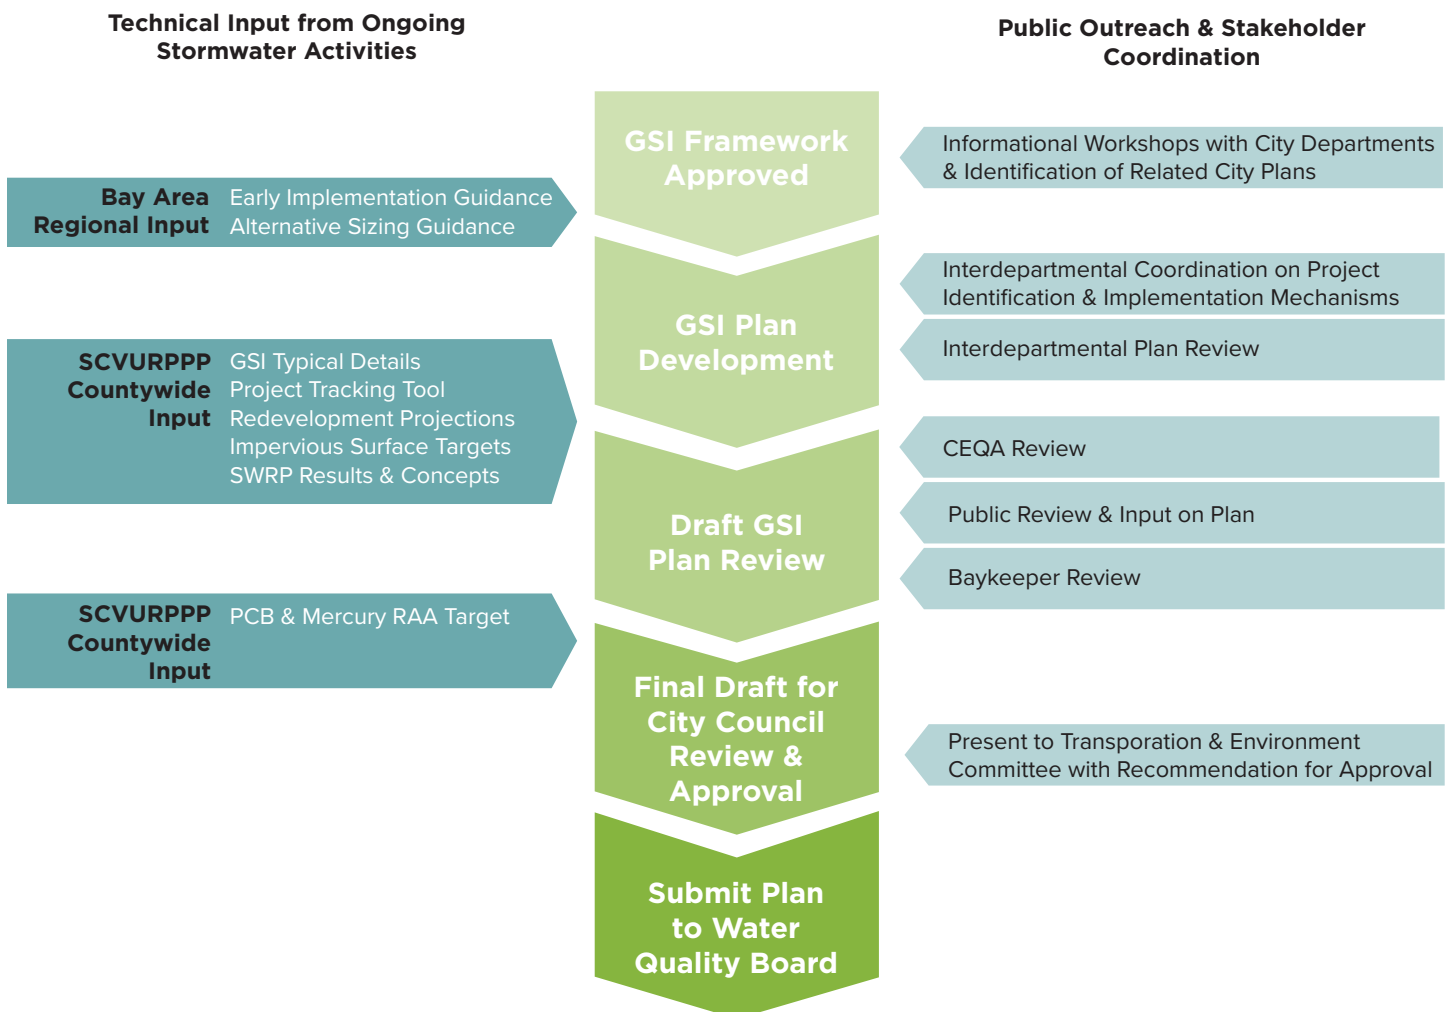 Technical Input from Ongoing
Stormwater Activities
Bay Area
Regional Input
Early Implementation Guidance
Alternative Sizing Guidance
SCVURPPP
Countywide
Input
GSI Typical Details
Project Tracking Tool
Redevelopment Projections
Impervious Surface Targets
SWRP Results & Concepts
SCVURPPP
Countywide
Input
PCB & Mercury RAA Target
GSI Framework
Approved
GSI Plan
Development
Draft GSI
Plan Review
Final Draft for
City Council
Review &
Approval
Submit Plan
to Water
Quality Board
Public Outreach & Stakeholder
Coordination
Informational Workshops with City Departments
& Identification of Related City Plans
Interdepartmental Coordination on Project
Identification & Implementation Mechanisms
Interdepartmental Plan Review
CEQA Review
Public Review & Input on Plan
Baykeeper Review
Present to Transporation & Environment
Committee with Recommendation for Approval